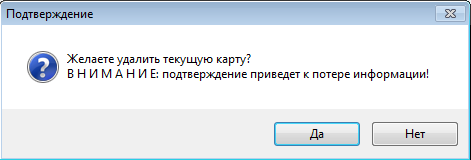 Подтверждение
Желаете удалить текущую карту?
В Н И М А Н И Е: подтверждение приведет к потере информации!
Да
Нет